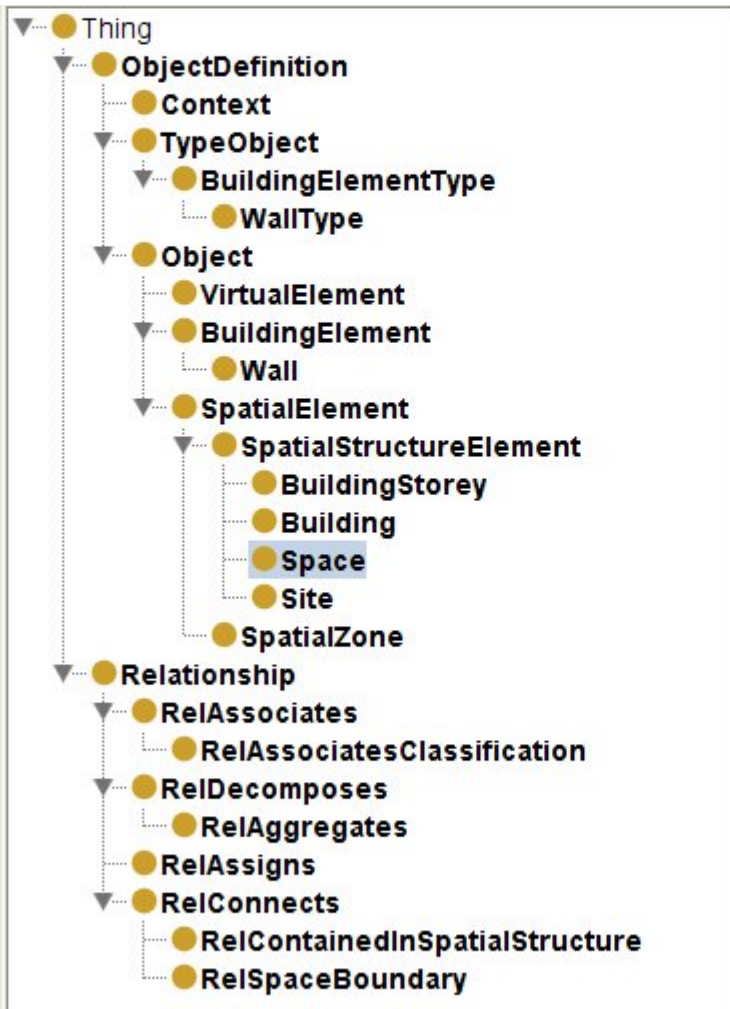 Thing
ObjectDefinition
Context
TypeObject
BuildingElementType
WallType
Object
VirtualElement
BuildingElement
Wall
SpatialElement
SpatialStructureElement
BuildingStorey
Building
Space
Site
SpatialZone
Relationship
RelAssociates
RelAssociatesClassification
RelDecomposes
RelAggregates
RelAssigns
RelConnects
RelContainedInSpatialStructure
RelSpaceBoundary